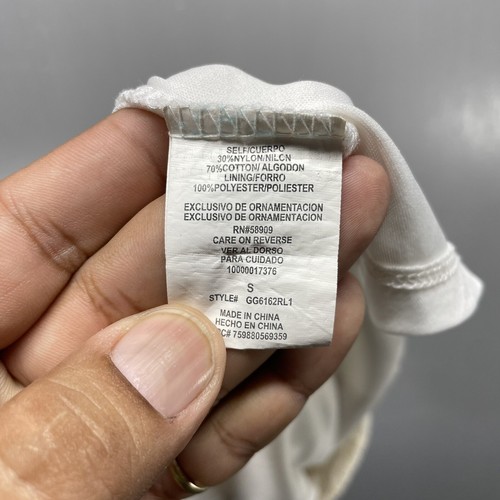 SELF/CUERPO
30%NYLON/NILON
70%COTTON/ ALGODON
LINING/FORRO
100%POLYESTER/POLIESTER
EXCLUSIVO DE ORNAMENTACION
EXCLUSIVO DE ORNAMENTACION
RN#58909
CARE ON REVERSE
VER AL DORSO
PARA CUIDADO
10000017376
S
STYLE# GG6162RL1
MADE IN CHINA
HECHO EN CHINA
C# 759880569359